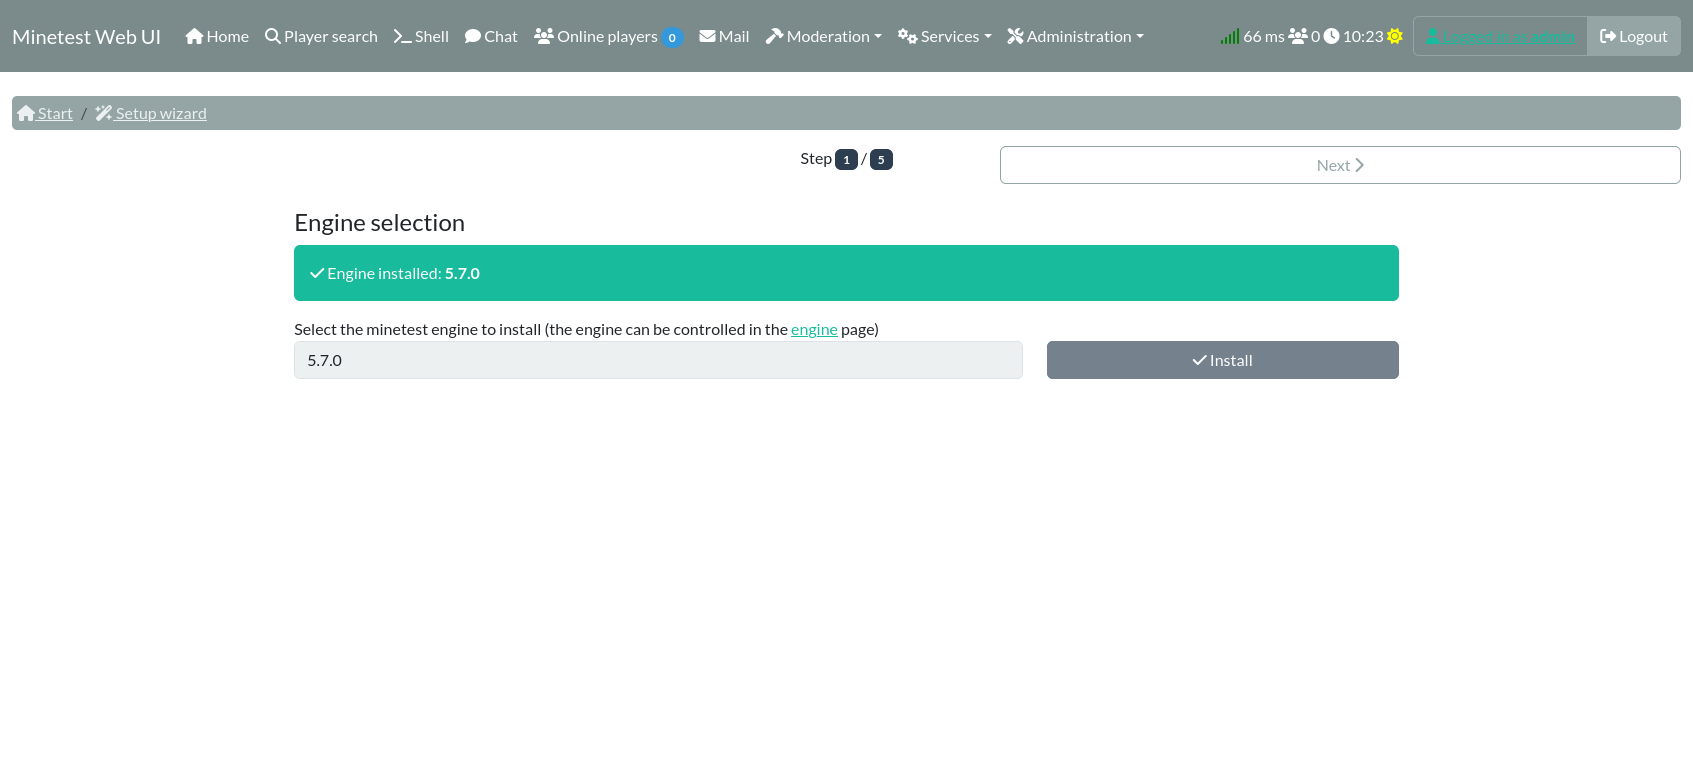 Minetest Web UI Home Player search Shell Chat Online players 0 Mail Moderation Services Administration 66 ms 0 10:23 Logged in as admin Logout
Start / Setup wizard
Step 1 / 5 Next
Engine selection
Engine installed: 5.7.0
Select the minetest engine to install (the engine can be controlled in the engine page)
5.7.0 Install